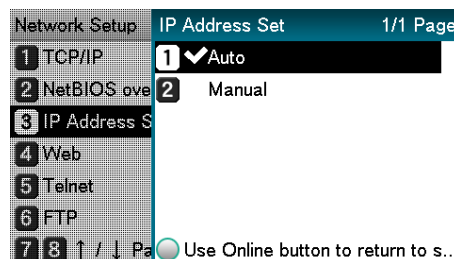 Network Setup
1 TCP/IP
2 NetBIOS ove
3 IP Address S
4 Web
5 Telnet
6 FTP
7 8 ↑ / ↓ Pa
IP Address Set 1/1 Page
1 ✔Auto
2 Manual
Use Online button to return to s...